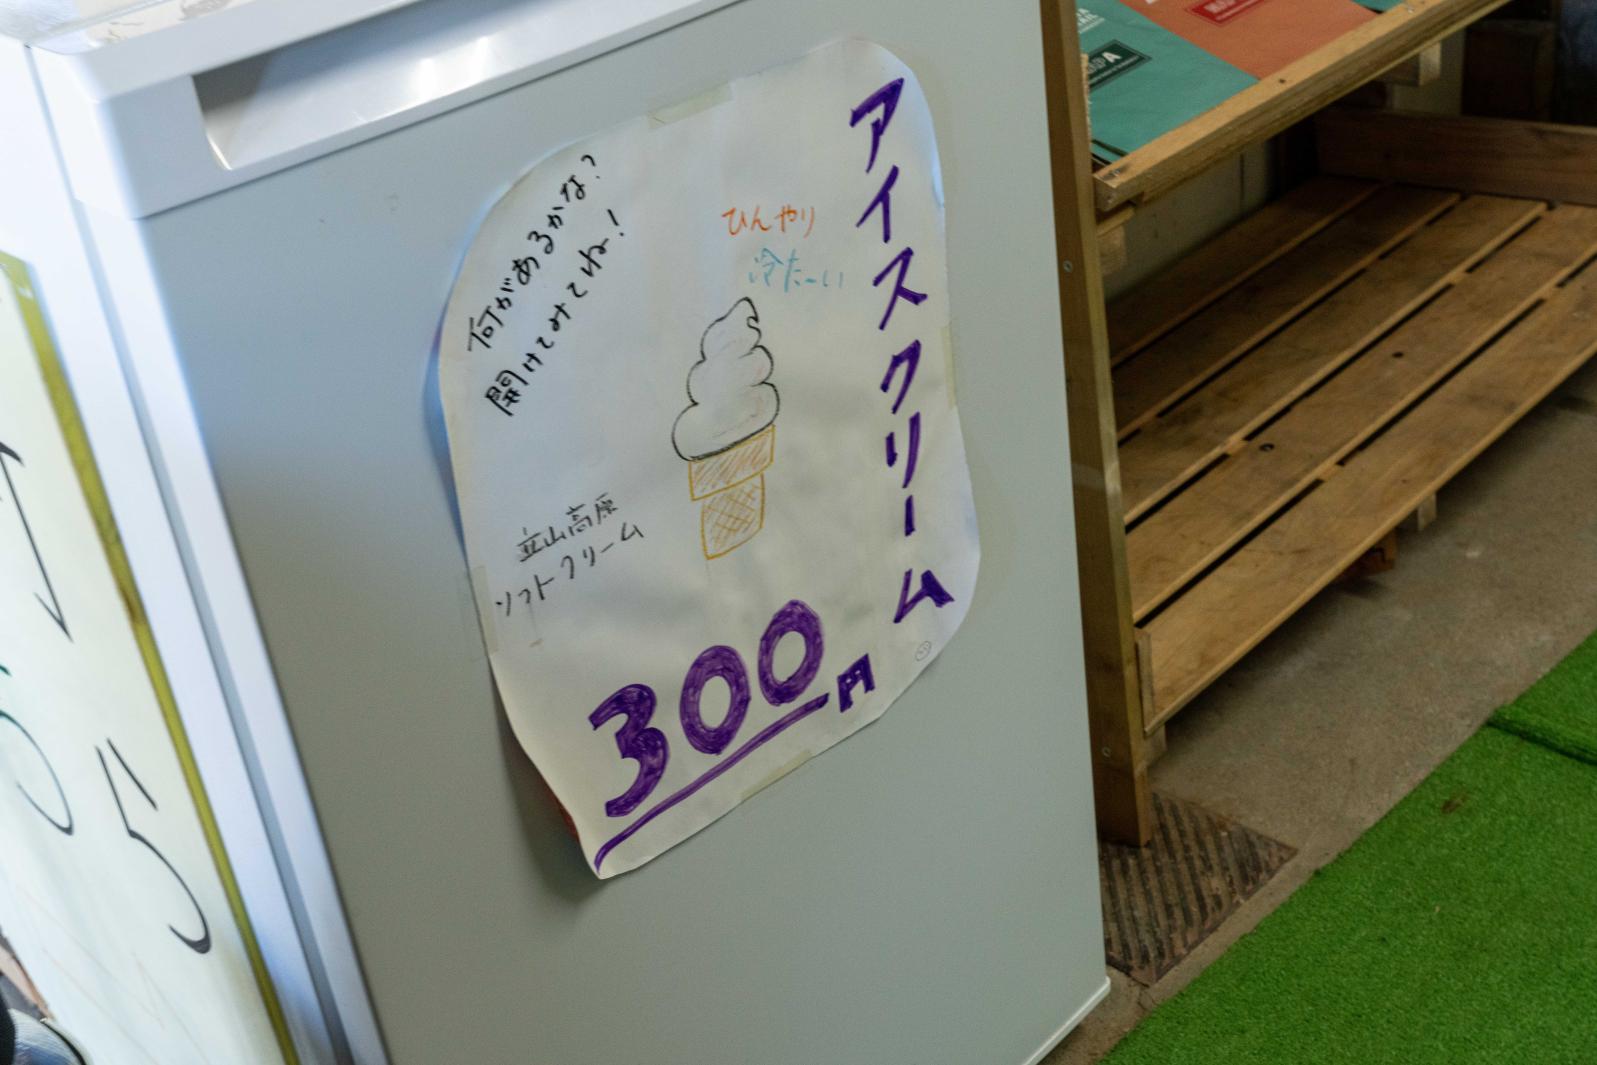 アイスクリーム
ひんやり
冷たーい
何があるかな?
開けてみてね!
立山高原
ソフトクリーム
300円